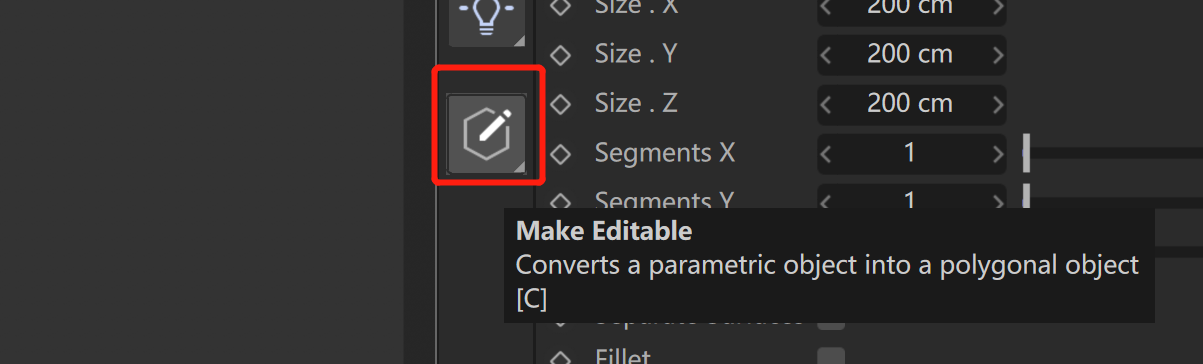 Size . X
200 cm
Size . Y
200 cm
Size . Z
200 cm
Segments X
1
Segments Y
1
Make Editable
Converts a parametric object into a polygonal object
[C]
Separate Surfaces
Fillet